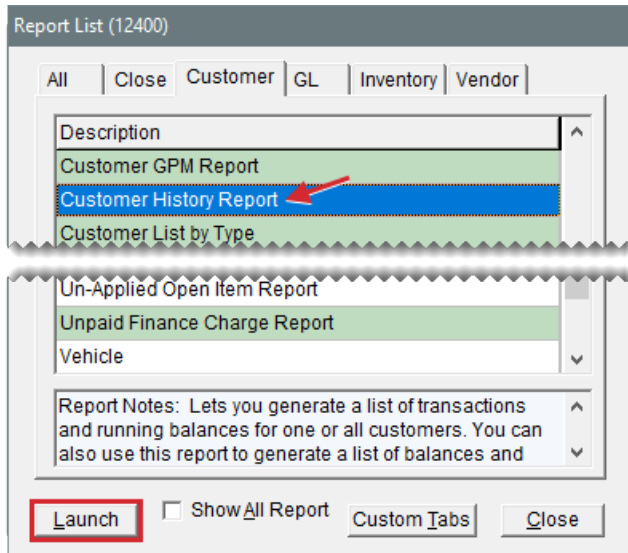 Report List (12400)
All Close Customer GL Inventory Vendor
Description
Customer GPM Report
Customer History Report
Customer List by Type
Un-Applied Open Item Report
Unpaid Finance Charge Report
Vehicle
Report Notes: Lets you generate a list of transactions
and running balances for one or all customers. You can
also use this report to generate a list of balances and
Launch Show All Report Custom Tabs Close